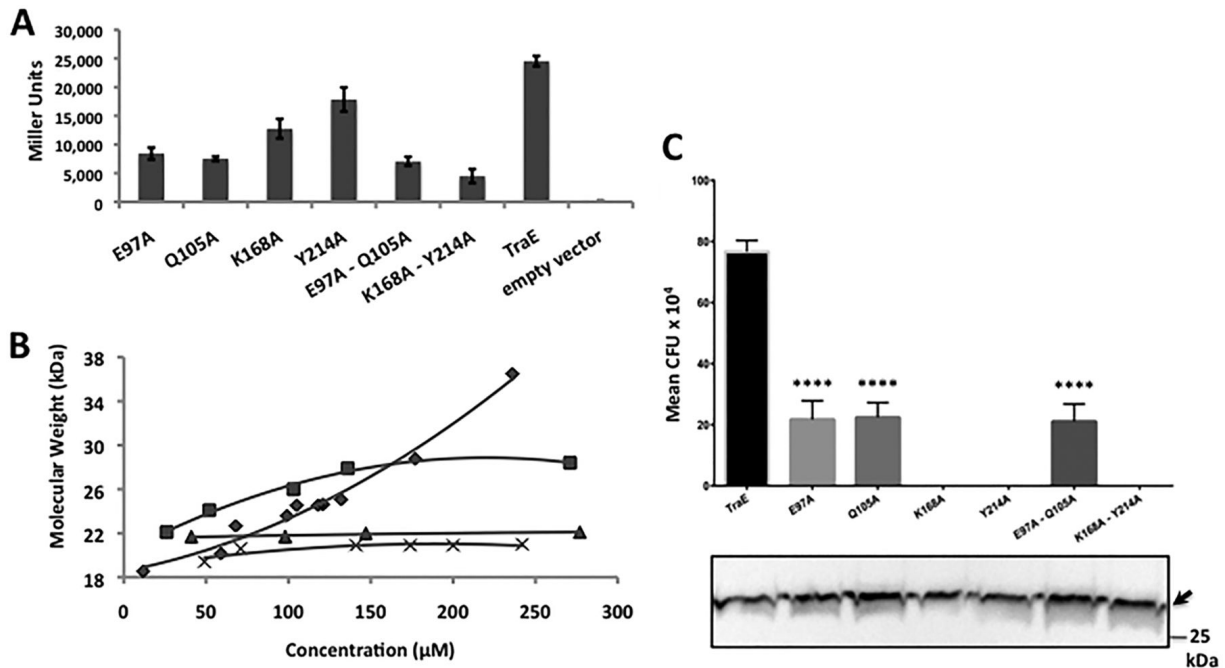 A
30,000
25,000
20,000
15,000
10,000
5,000
0
Miller Units
E97A
Q105A
K168A
Y214A
E97A - Q105A
K168A - Y214A
TraE
empty vector
B
38
34
30
26
22
18
Molecular Weight (kDa)
0 50 100 150 200 250 300
Concentration (μM)
C
100
80
60
40
20
0
Mean CFU x 10⁴
**** **** ****
TraE
E97A
Q105A
K168A
Y214A
E97A - Q105A
K168A - Y214A
25
kDa